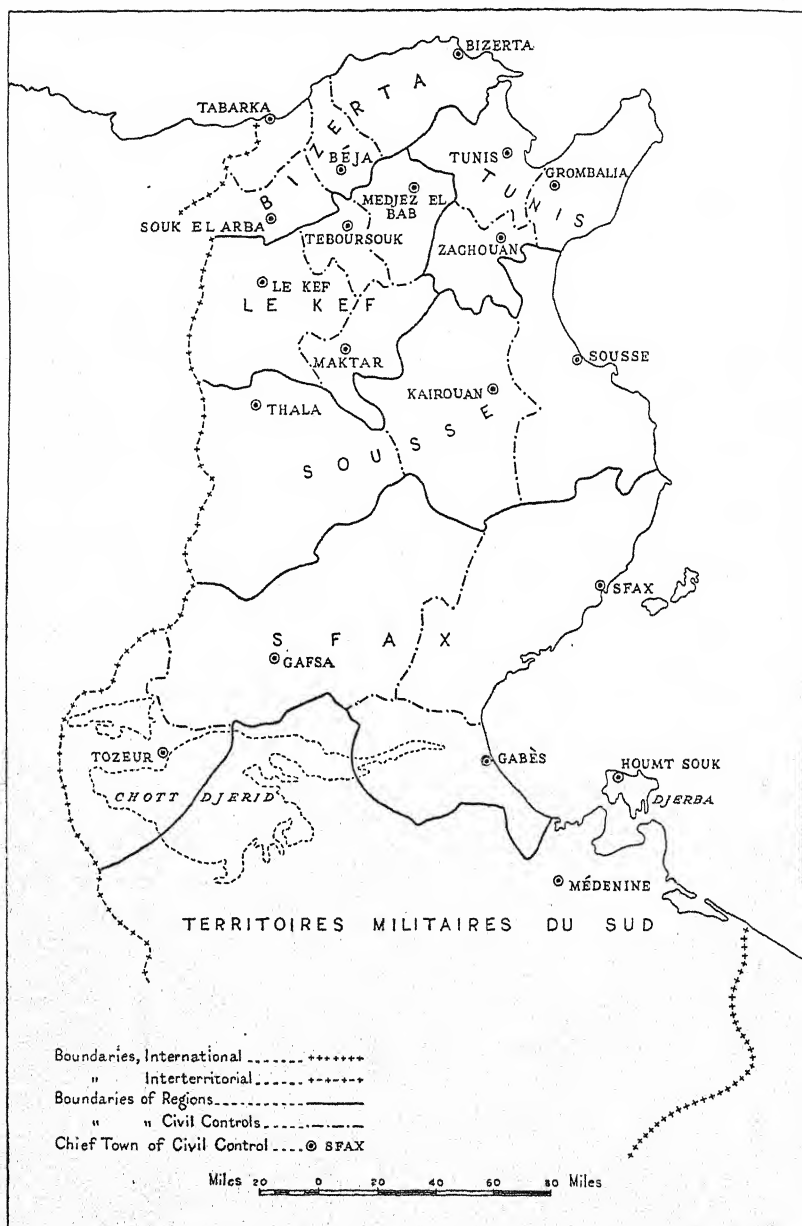 BIZERTA
TABARKA
BIZERTA
BÉJA
TUNIS
GROMBALIA
MEDJEZ EL
BAB
TUNIS
SOUK EL ARBA
TEBOURSOUK
ZAGHOUAN
LE KEF
LE KEF
MAKTAR
SOUSSE
KAIROUAN
THALA
SOUSSE
SFAX
SFAX
GAFSA
TOZEUR
GABÈS
HOUMT SOUK
CHOTT DJERID
DJERBA
MÉDENINE
TERRITOIRES MILITAIRES DU SUD
Boundaries, International
" Interterritorial
Boundaries of Regions
" " Civil Controls
Chief Town of Civil Control SFAX
Miles 20 0 20 40 60 80 Miles